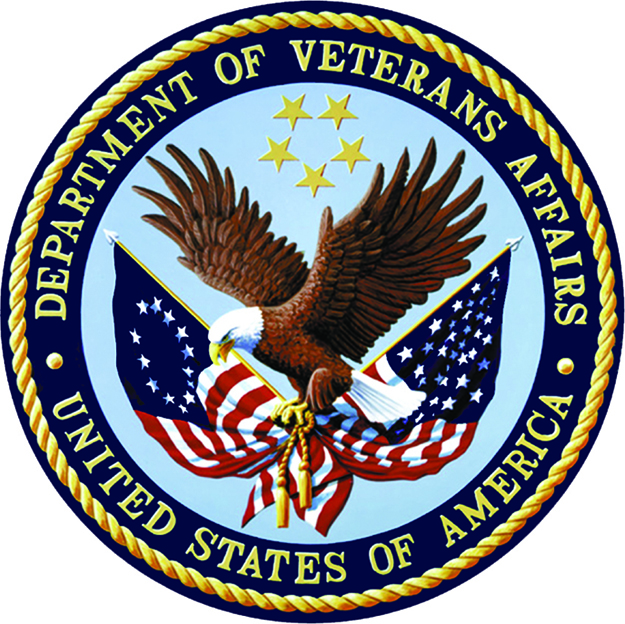 DEPARTMENT OF VETERANS AFFAIRS
UNITED STATES OF AMERICA